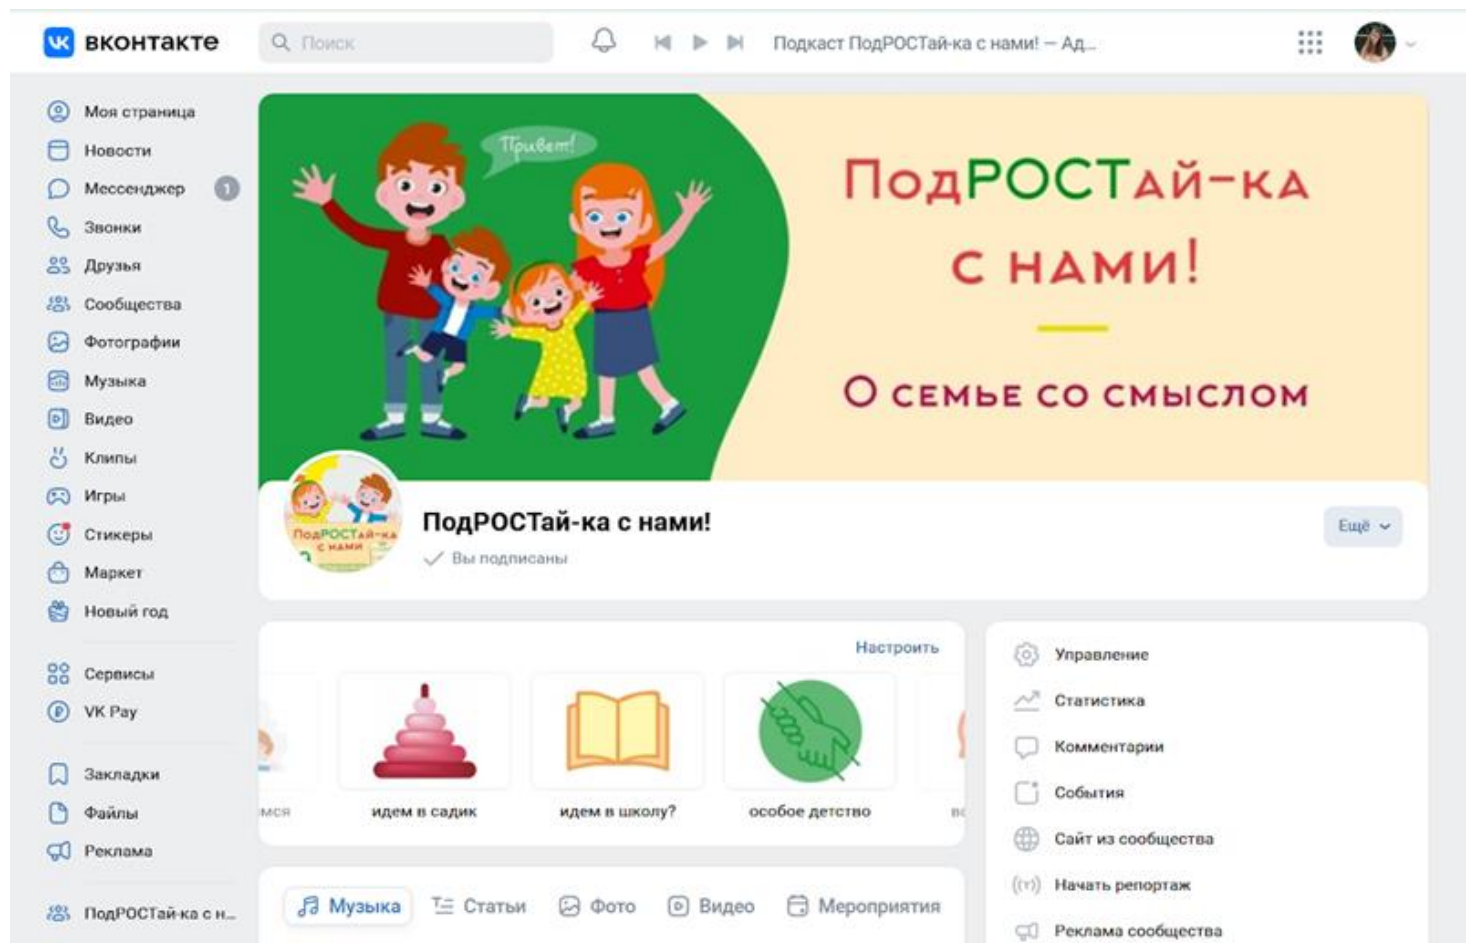 вконтакте
Поиск
Подкаст ПодРОСТай-ка с нами! — Ад...
Моя страница
Новости
Мессенджер 1
Звонки
Друзья
Сообщества
Фотографии
Музыка
Видео
Клипы
Игры
Стикеры
Маркет
Новый год
Сервисы
VK Pay
Закладки
Файлы
Реклама
ПодРОСТай-ка с н...
Привет!
ПодРОСТай-ка
с нами!
О семье со смыслом
ПодРОСТАй-ка
с нами
ПодРОСТай-ка с нами!
Вы подписаны
Ещё
Настроить
идем в садик
идем в школу?
особое детство
Музыка
Статьи
Фото
Видео
Мероприятия
Управление
Статистика
Комментарии
События
Сайт из сообщества
Начать репортаж
Реклама сообщества